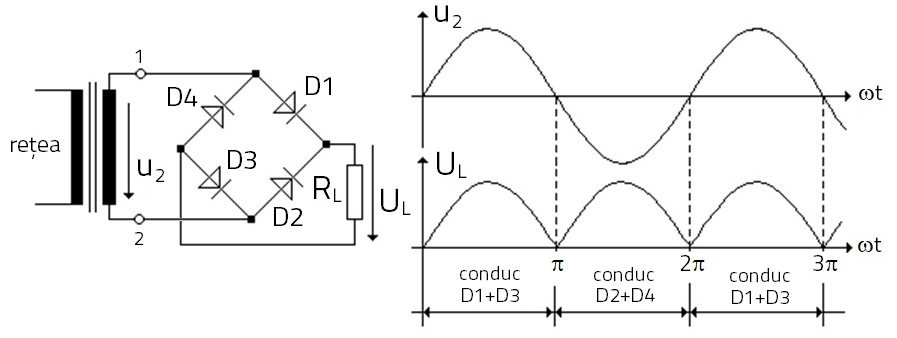 1
D4
D1
rețea
u2
D3
D2
RL
UL
2
u2
ωt
UL
ωt
π
2π
3π
conduc
D1+D3
conduc
D2+D4
conduc
D1+D3